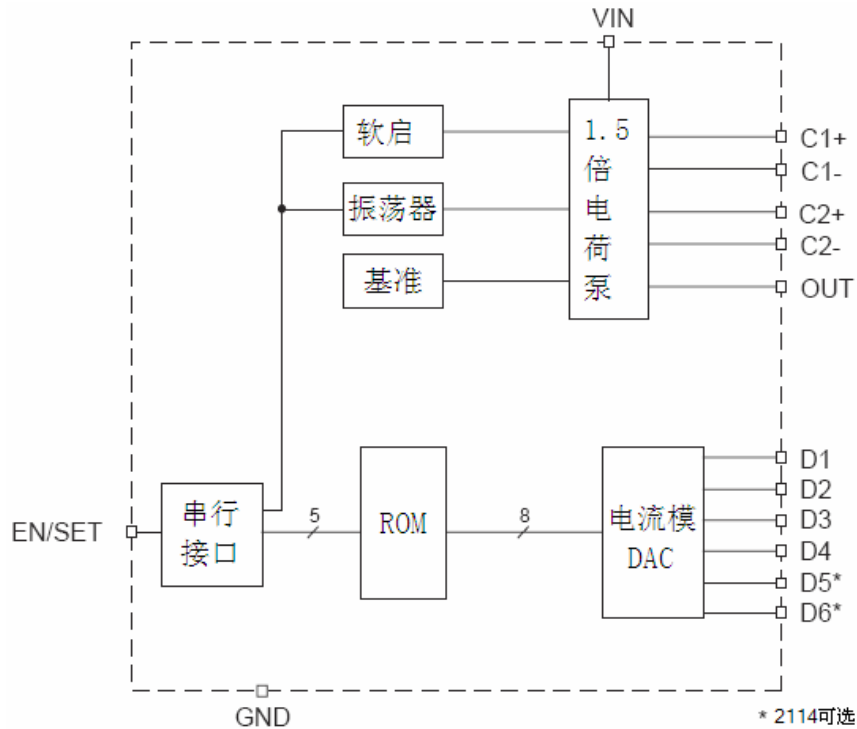 VIN
软启
振荡器
基准
1.5
倍
电
荷
泵
C1+
C1-
C2+
C2-
OUT
EN/SET
串行
接口
5
ROM
8
电流模
DAC
D1
D2
D3
D4
D5*
D6*
GND
* 2114可选